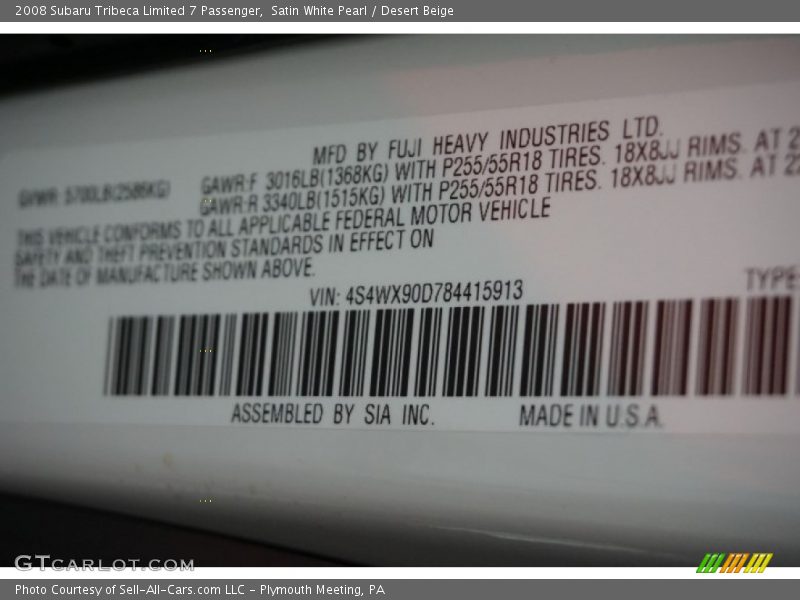 2008 Subaru Tribeca Limited 7 Passenger, Satin White Pearl / Desert Beige
MFD BY FUJI HEAVY INDUSTRIES LTD.
GVWR: 5700LB(2586KG) GAWR:F 3016LB(1368KG) WITH P255/55R18 TIRES. 18X8JJ RIMS. AT
GAWR:R 3340LB(1515KG) WITH P255/55R18 TIRES. 18X8JJ RIMS. AT
THIS VEHICLE CONFORMS TO ALL APPLICABLE FEDERAL MOTOR VEHICLE
SAFETY AND THEFT PREVENTION STANDARDS IN EFFECT ON
THE DATE OF MANUFACTURE SHOWN ABOVE.
VIN: 4S4WX90D784415913 TYPE:
ASSEMBLED BY SIA INC. MADE IN U.S.A.
GTCARLOT.COM
Photo Courtesy of Sell-All-Cars.com LLC - Plymouth Meeting, PA